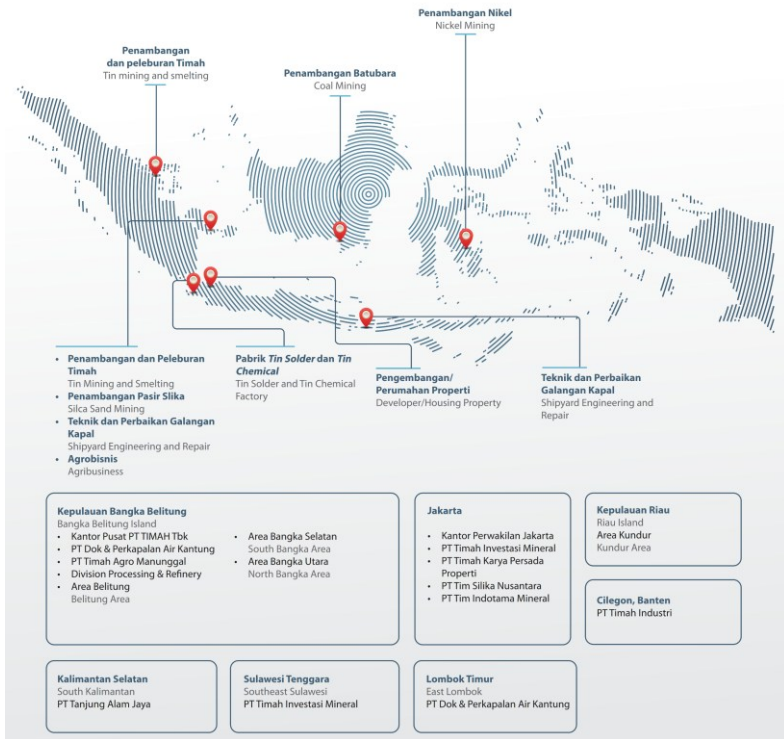 Penambangan Nikel
Nickel Mining
Penambangan
dan peleburan Timah
Tin mining and smelting
Penambangan Batubara
Coal Mining
• Penambangan dan Peleburan
Timah
Tin Mining and Smelting
• Penambangan Pasir Slika
Silca Sand Mining
• Teknik dan Perbaikan Galangan
Kapal
Shipyard Engineering and Repair
• Agrobisnis
Agribusiness
Pabrik Tin Solder dan Tin
Chemical
Tin Solder and Tin Chemical
Factory
Pengembangan/
Perumahan Properti
Developer/Housing Property
Teknik dan Perbaikan
Galangan Kapal
Shipyard Engineering and
Repair
Kepulauan Bangka Belitung
Bangka Belitung Island
• Kantor Pusat PT TIMAH Tbk
• PT Dok & Perkapalan Air Kantung
• PT Timah Agro Manunggal
• Division Processing & Refinery
• Area Belitung
Belitung Area
• Area Bangka Selatan
South Bangka Area
• Area Bangka Utara
North Bangka Area
Jakarta
• Kantor Perwakilan Jakarta
• PT Timah Investasi Mineral
• PT Timah Karya Persada
Properti
• PT Tim Silika Nusantara
• PT Tim Indotama Mineral
Kepulauan Riau
Riau Island
Area Kundur
Kundur Area
Cilegon, Banten
PT Timah Industri
Kalimantan Selatan
South Kalimantan
PT Tanjung Alam Jaya
Sulawesi Tenggara
Southeast Sulawesi
PT Timah Investasi Mineral
Lombok Timur
East Lombok
PT Dok & Perkapalan Air Kantung